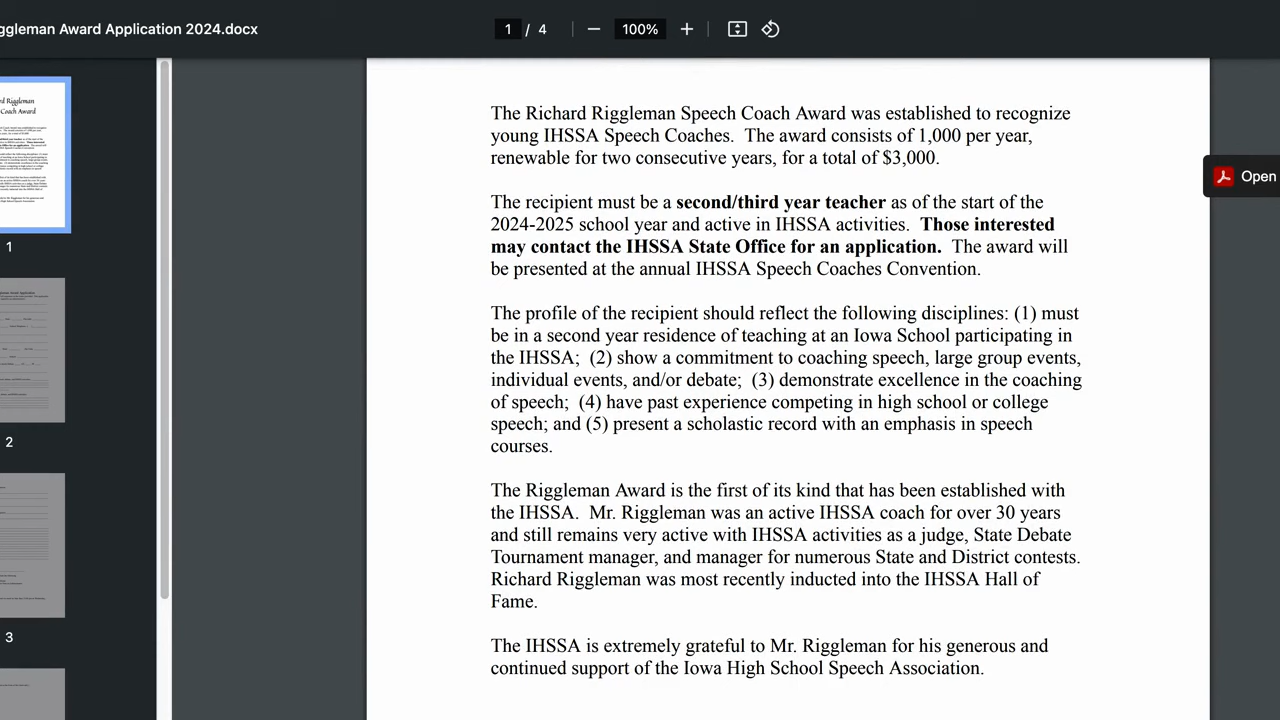 ggleman Award Application 2024.docx
1 / 4
100%
Open
rd Riggleman
Coach Award
1
2
3
The Richard Riggleman Speech Coach Award was established to recognize
young IHSSA Speech Coaches.  The award consists of 1,000 per year,
renewable for two consecutive years, for a total of $3,000.
The recipient must be a second/third year teacher as of the start of the
2024-2025 school year and active in IHSSA activities.  Those interested
may contact the IHSSA State Office for an application.  The award will
be presented at the annual IHSSA Speech Coaches Convention.
The profile of the recipient should reflect the following disciplines: (1) must
be in a second year residence of teaching at an Iowa School participating in
the IHSSA;  (2) show a commitment to coaching speech, large group events,
individual events, and/or debate;  (3) demonstrate excellence in the coaching
of speech;  (4) have past experience competing in high school or college
speech; and (5) present a scholastic record with an emphasis in speech
courses.
The Riggleman Award is the first of its kind that has been established with
the IHSSA.  Mr. Riggleman was an active IHSSA coach for over 30 years
and still remains very active with IHSSA activities as a judge, State Debate
Tournament manager, and manager for numerous State and District contests.
Richard Riggleman was most recently inducted into the IHSSA Hall of
Fame.
The IHSSA is extremely grateful to Mr. Riggleman for his generous and
continued support of the Iowa High School Speech Association.